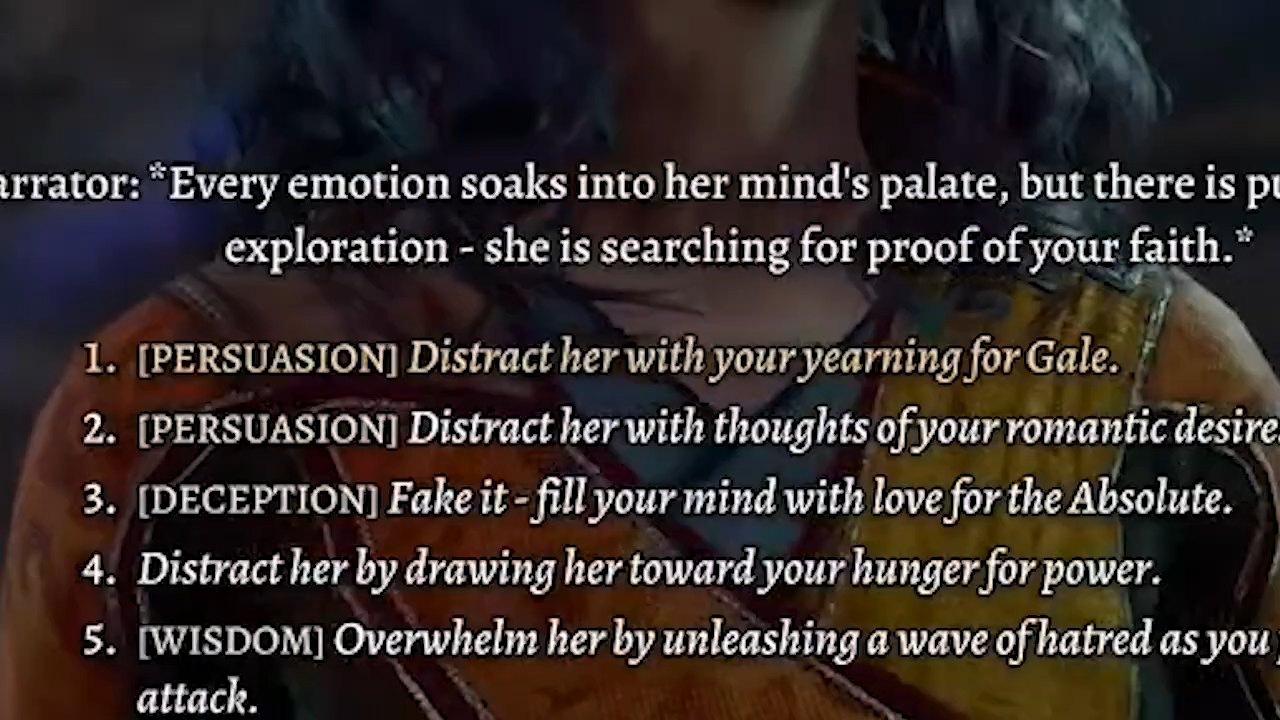 arrator: *Every emotion soaks into her mind's palate, but there is pu
exploration - she is searching for proof of your faith.*
1. [PERSUASION] Distract her with your yearning for Gale.
2. [PERSUASION] Distract her with thoughts of your romantic desire
3. [DECEPTION] Fake it - fill your mind with love for the Absolute.
4. Distract her by drawing her toward your hunger for power.
5. [WISDOM] Overwhelm her by unleashing a wave of hatred as you
attack.